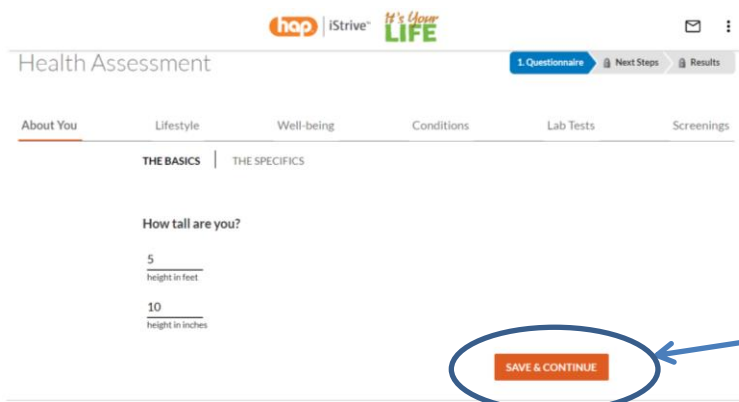 hap iStrive™ It's Your LIFE
Health Assessment
1. Questionnaire Next Steps Results
About You Lifestyle Well-being Conditions Lab Tests Screenings
THE BASICS | THE SPECIFICS
How tall are you?
5
height in feet
10
height in inches
SAVE & CONTINUE